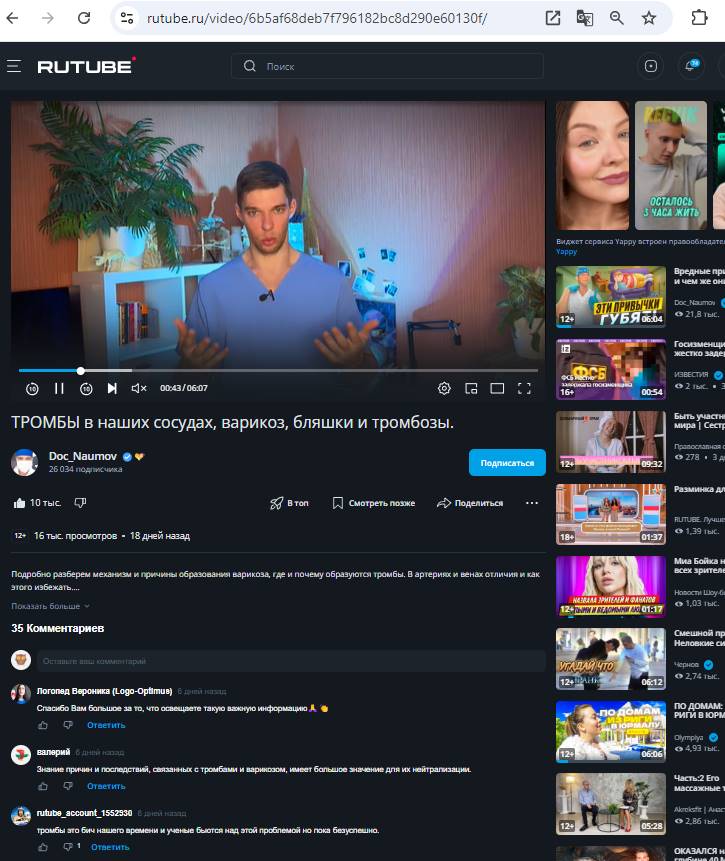 rutube.ru/video/6b5af68deb7f796182bc8d290e60130f/
RUTUBE
Поиск
00:43 / 06:07
ТРОМБЫ в наших сосудах, варикоз, бляшки и тромбозы.
Doc_Naumov
26 034 подписчика
Подписаться
10 тыс.
В топ
Смотреть позже
Поделиться
12+ 16 тыс. просмотров • 18 дней назад
Подробно разберем механизм и причины образования варикоза, где и почему образуются тромбы. В артериях и венах отличия и как
этого избежать....
Показать больше
35 Комментариев
Оставьте ваш комментарий
Логопед Вероника (Logo-Optimus) 6 дней назад
Спасибо Вам большое за то, что освещаете такую важную информацию
Ответить
валерий 6 дней назад
Знание причин и последствий, связанных с тромбами и варикозом, имеет большое значение для их нейтрализации.
Ответить
rutube_account_1552930 6 дней назад
тромбы это бич нашего времени и ученые бьются над этой проблемой но пока безуспешно.
1 Ответить
ОСТАЛОСЬ
3 ЧАСА ЖИТЬ
Виджет сервиса Yappy встроен правообладател
Yappy
ЭТИ ПРИВЫЧКИ
ГУБЯТ
12+ 06:04
Вредные при
и чем же они
Doc_Naumov
21,8 тыс.
ФСБ
задержала госизменщика
16+ 00:54
Госизменщи
жестко задер
ИЗВЕСТИЯ
2 тыс. • 3
12+ 09:32
Быть участн
мира | Сестр
Православная с
278 • 3 д
18+ 01:37
Разминка дл
RUTUBE. Лучше
1,39 тыс.
НАЗВАЛА ЗРИТЕЛЕЙ И ФАНАТОВ
12+ 01:17
Миа Бойка н
всех зрителе
Новости Шоу-б
1,03 тыс.
УГАДАЙ ЧТО
12+ 06:12
Смешной пр
Неловкие си
Чернов
2,74 тыс.
ПО ДОМАМ
ИЗ РИГИ
В ЮРМАЛУ
12+ 06:06
ПО ДОМАМ:
РИГИ В ЮРМ
Olympiya
4,93 тыс.
12+ 05:28
Часть:2 Его
массажные т
Akreksfit | Анас
2,86 тыс.
ОКАЗАЛСЯ н